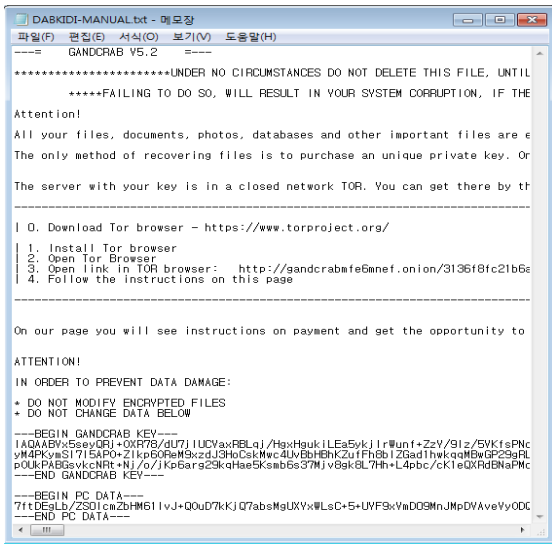 DABKIDI-MANUAL.txt - 메모장
파일(F) 편집(E) 서식(O) 보기(V) 도움말(H)
---= GANDCRAB V5.2 =---
***********************UNDER NO CIRCUMSTANCES DO NOT DELETE THIS FILE, UNTIL
*****FAILING TO DO SO, WILL RESULT IN YOUR SYSTEM CORRUPTION, IF THE
Attention!
All your files, documents, photos, databases and other important files are e
The only method of recovering files is to purchase an unique private key. Or
The server with your key is in a closed network TOR. You can get there by th
| 0. Download Tor browser - https://www.torproject.org/
| 1. Install Tor browser
| 2. Open Tor Browser
| 3. Open link in TOR browser: http://gandcrabmfe6mnef.onion/3136f8fc21b6a
| 4. Follow the instructions on this page
On our page you will see instructions on payment and get the opportunity to
ATTENTION!
IN ORDER TO PREVENT DATA DAMAGE:
* DO NOT MODIFY ENCRYPTED FILES
* DO NOT CHANGE DATA BELOW
---BEGIN GANDCRAB KEY---
---END GANDCRAB KEY---
---BEGIN PC DATA---
---END PC DATA---